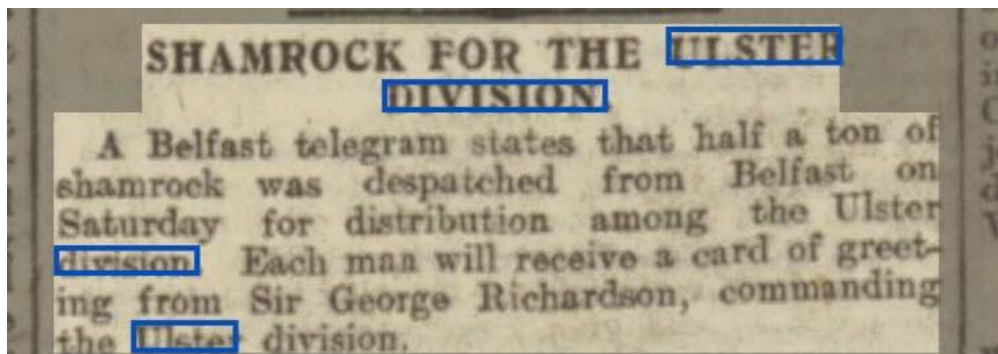 SHAMROCK FOR THE ULSTER
DIVISION.
A Belfast telegram states that half a ton of
shamrock was despatched from Belfast on
Saturday for distribution among the Ulster
division. Each man will receive a card of greet-
ing from Sir George Richardson, commanding
the Ulster division.